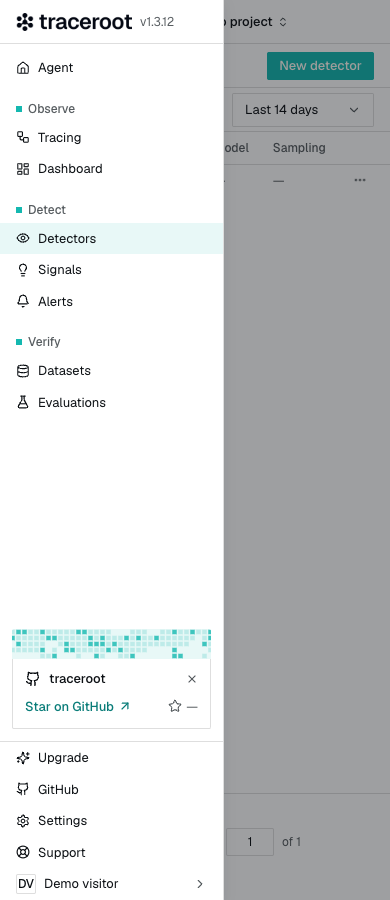 traceroot v1.3.12
project
Agent
New detector
Observe
Last 14 days
Tracing
odel Sampling
Dashboard
—
Detect
Detectors
Signals
Alerts
Verify
Datasets
Evaluations
traceroot
Star on GitHub —
Upgrade
GitHub
1 of 1
Settings
Support
DV Demo visitor